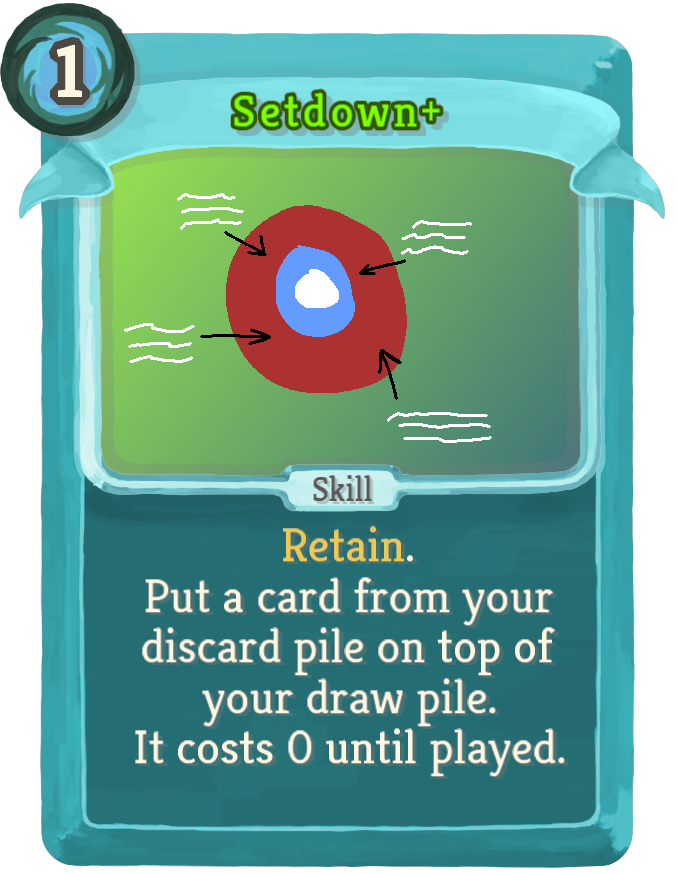 1
Setdown+
Skill
Retain.
Put a card from your
discard pile on top of
your draw pile.
It costs 0 until played.